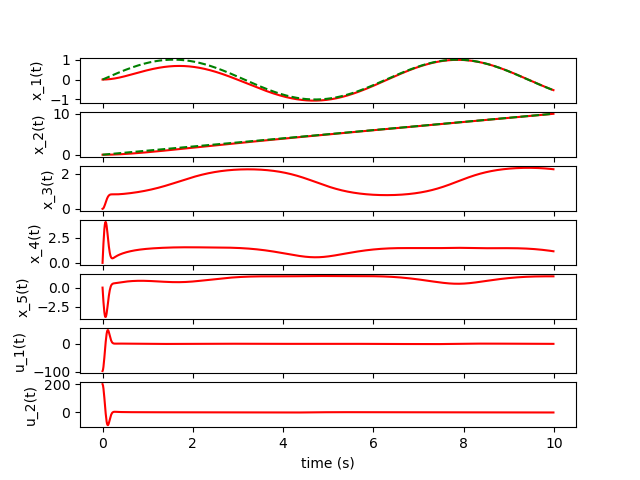 x_1(t)
1
0
−1
x_2(t)
10
0
x_3(t)
2
0
x_4(t)
2.5
0.0
x_5(t)
0.0
−2.5
u_1(t)
0
−100
u_2(t)
200
0
0 2 4 6 8 10
time (s)